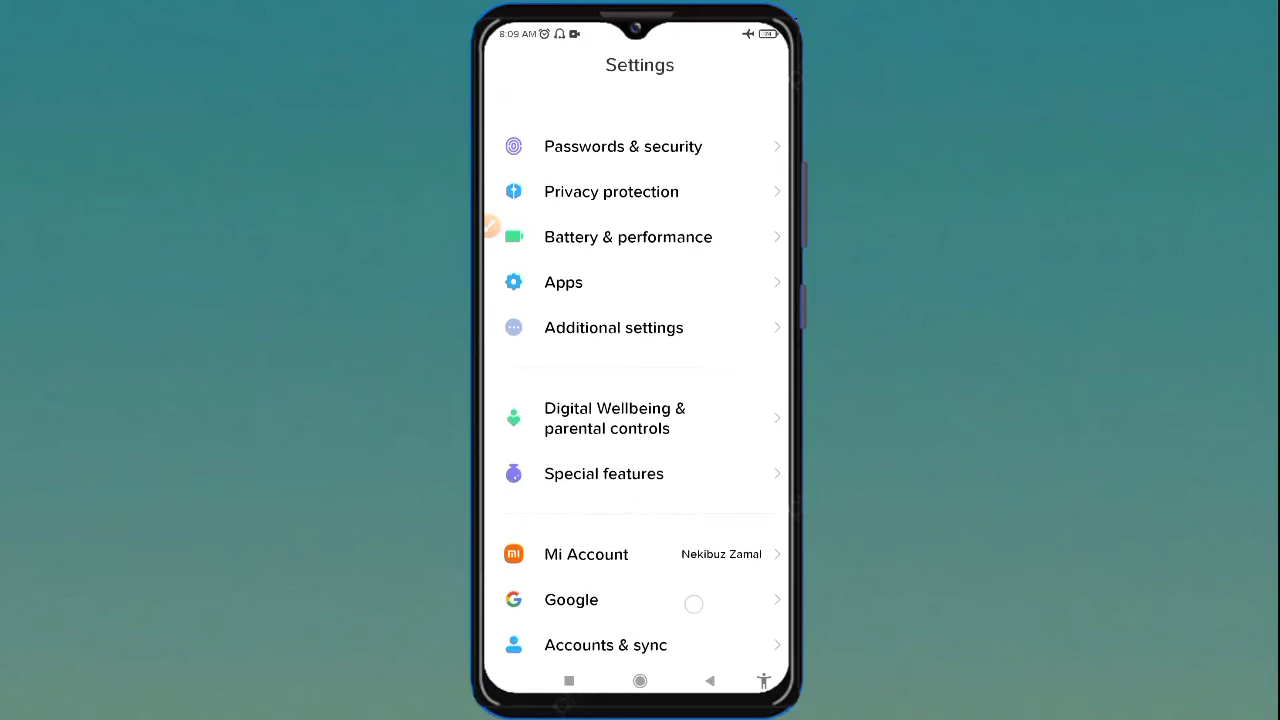 8:09 AM
74
Settings
Passwords & security
Privacy protection
Battery & performance
Apps
Additional settings
Digital Wellbeing &
parental controls
Special features
Mi Account
Nekibuz Zamal
Google
Accounts & sync